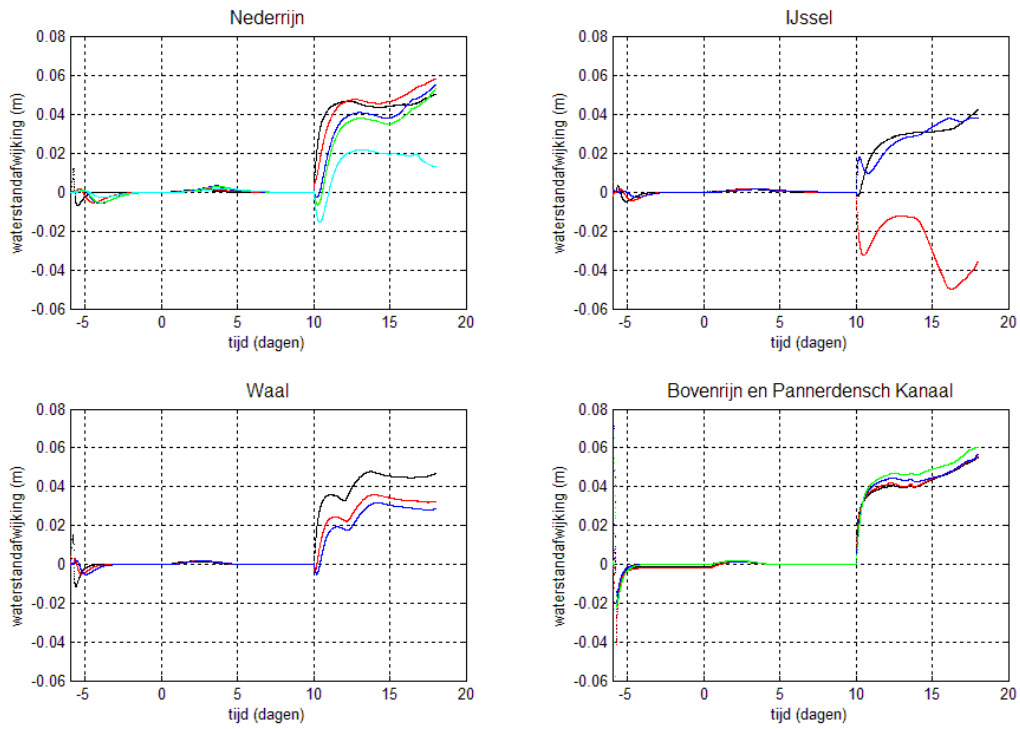 Nederrijn
0.08
0.06
0.04
0.02
0
-0.02
-0.04
-0.06
waterstandafwijking (m)
-5 0 5 10 15 20
tijd (dagen)
IJssel
0.08
0.06
0.04
0.02
0
-0.02
-0.04
-0.06
waterstandafwijking (m)
-5 0 5 10 15 20
tijd (dagen)
Waal
0.08
0.06
0.04
0.02
0
-0.02
-0.04
-0.06
waterstandafwijking (m)
-5 0 5 10 15 20
tijd (dagen)
Bovenrijn en Pannerdensch Kanaal
0.08
0.06
0.04
0.02
0
-0.02
-0.04
-0.06
waterstandafwijking (m)
-5 0 5 10 15 20
tijd (dagen)